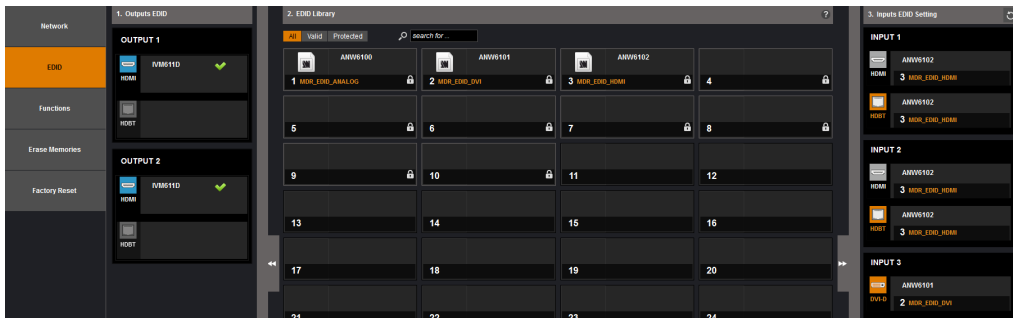 Network
EDID
Functions
Erase Memories
Factory Reset
1. Outputs EDID
OUTPUT 1
HDMI
IVM611D
HDBT
OUTPUT 2
HDMI
IVM611D
HDBT
2. EDID Library
?
All Valid Protected search for ...
ANW6100
1 MDR_EDID_ANALOG
ANW6101
2 MDR_EDID_DVI
ANW6102
3 MDR_EDID_HDMI
4
5
6
7
8
9
10
11
12
13
14
15
16
17
18
19
20
21
22
23
24
3. Inputs EDID Setting
INPUT 1
HDMI
ANW6102
3 MDR_EDID_HDMI
HDBT
ANW6102
3 MDR_EDID_HDMI
INPUT 2
HDMI
ANW6102
3 MDR_EDID_HDMI
HDBT
ANW6102
3 MDR_EDID_HDMI
INPUT 3
DVI-D
ANW6101
2 MDR_EDID_DVI